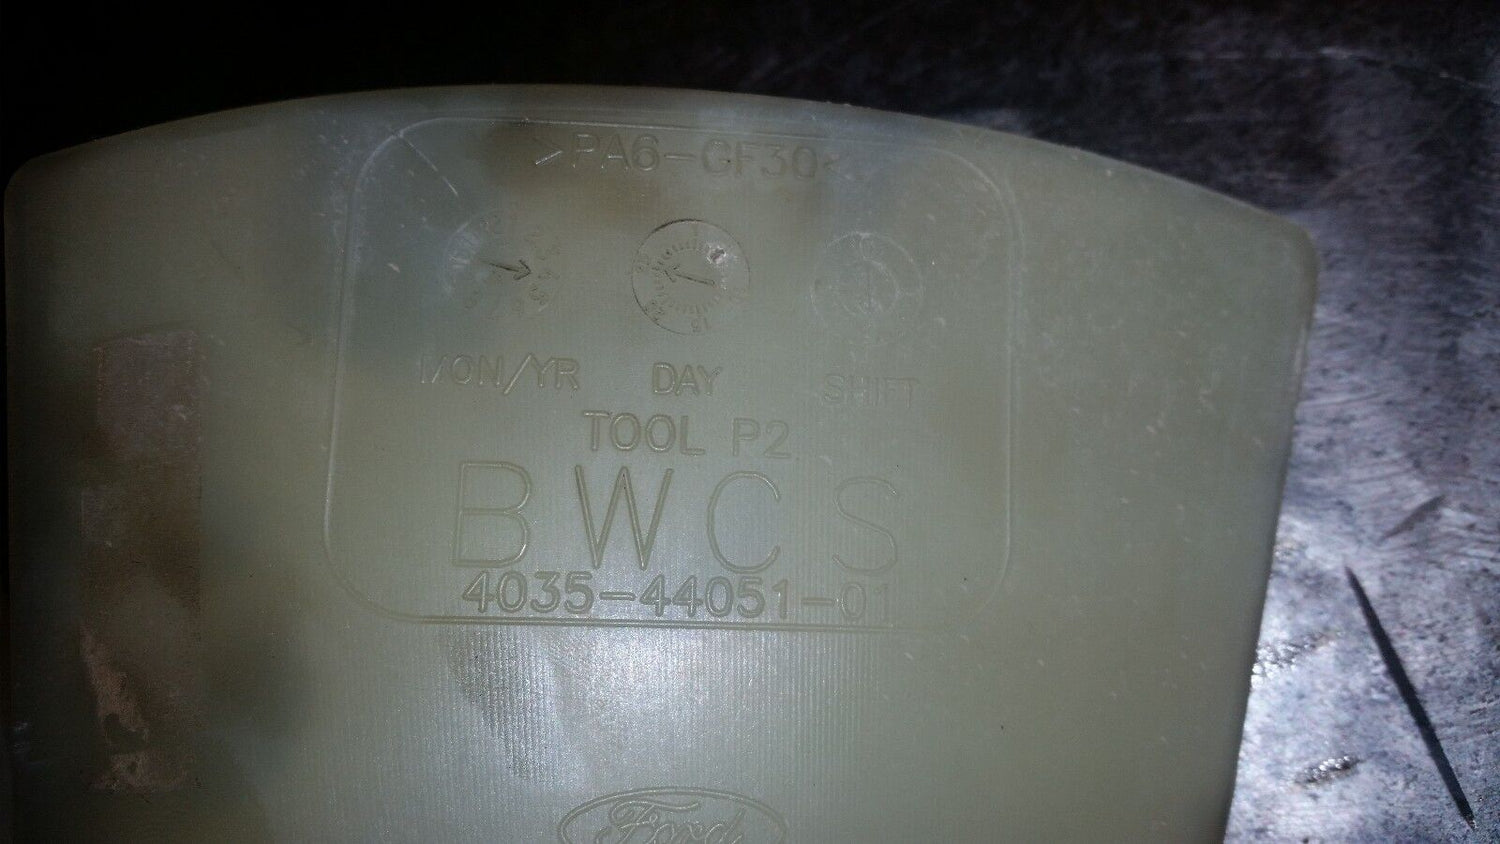 >PA6-GF30<
MON/YR DAY SHIFT
TOOL P2
BWCS
4035-44051-01
Ford